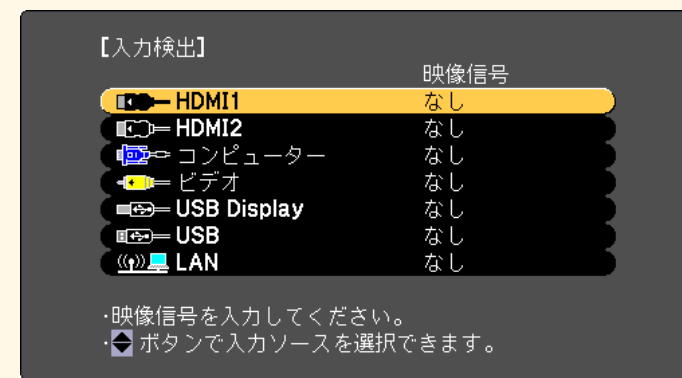 【入力検出】
映像信号
HDMI1 なし
HDMI2 なし
コンピューター なし
ビデオ なし
USB Display なし
USB なし
LAN なし
・映像信号を入力してください。
・ ボタンで入力ソースを選択できます。